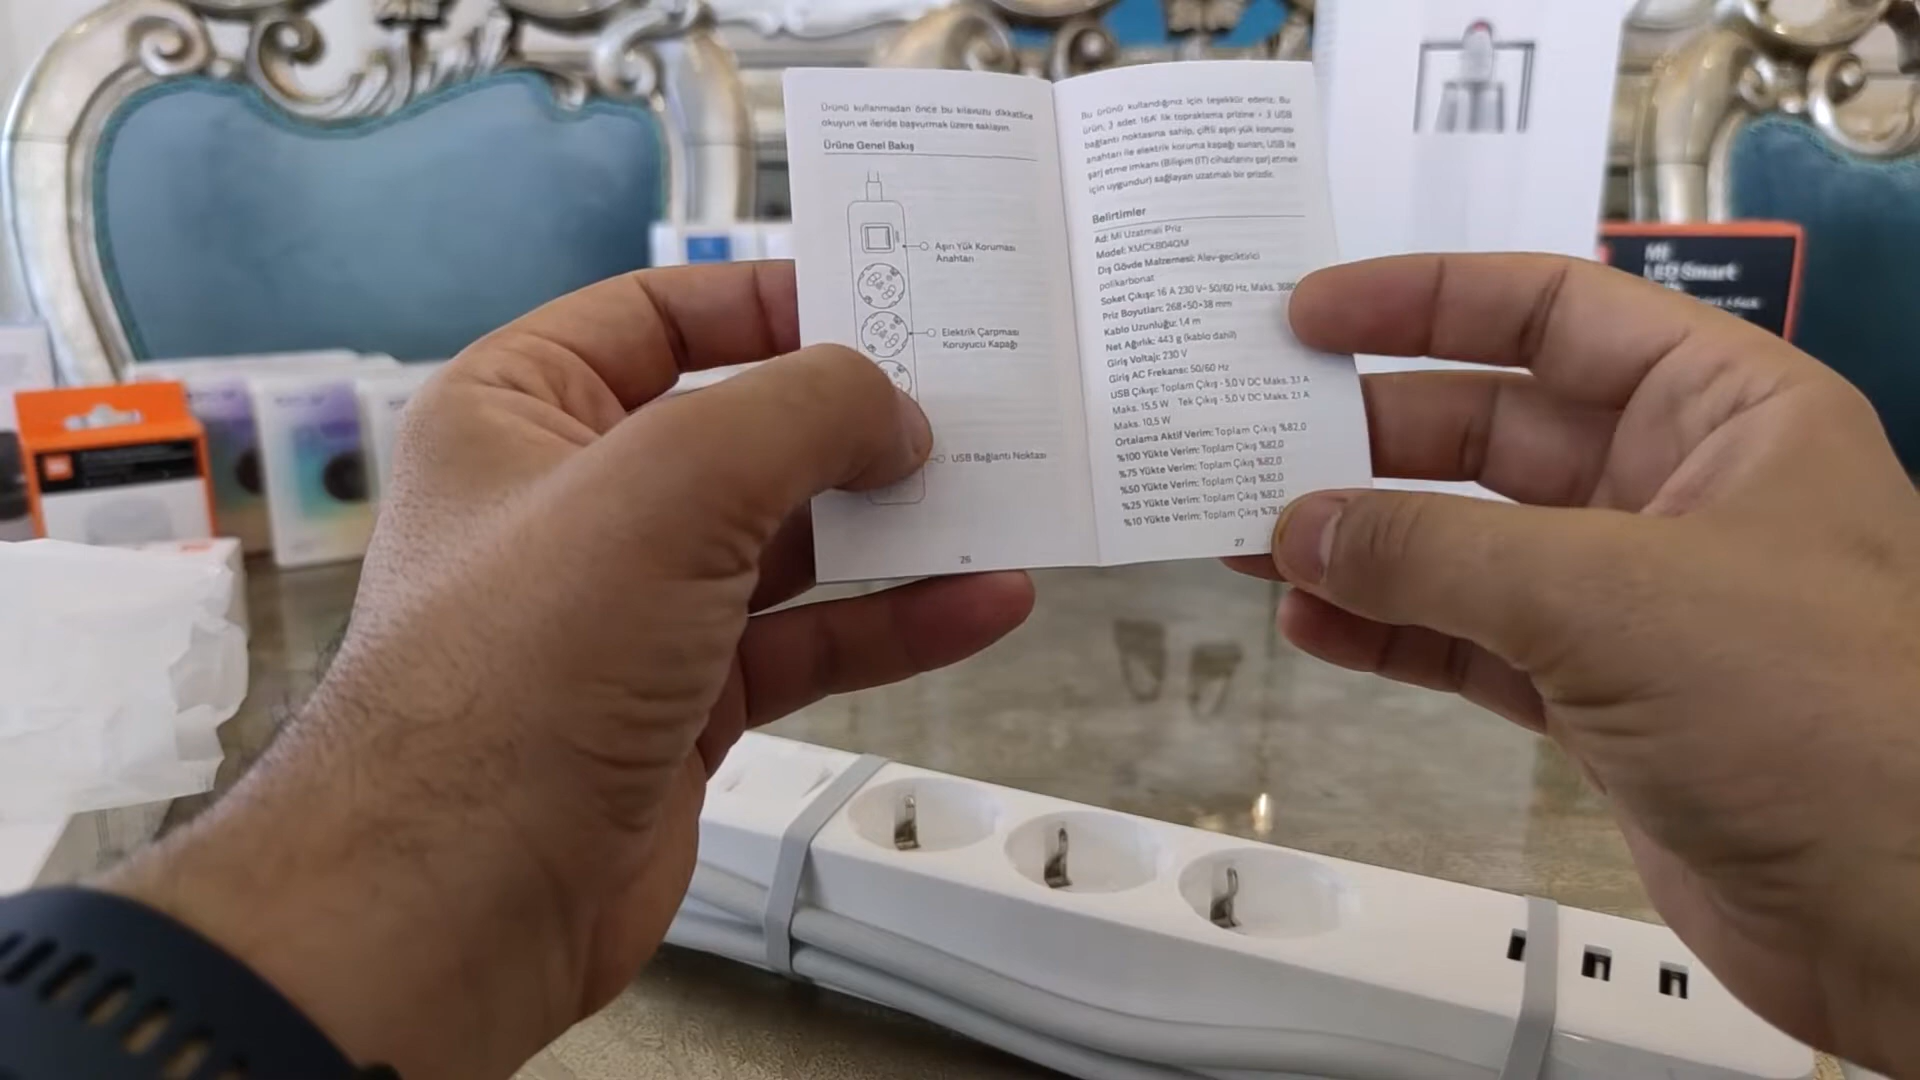 Ürünü kullanmadan önce bu kılavuzu dikkatlice
okuyun ve ileride başvurmak üzere saklayın.
Ürüne Genel Bakış
Aşırı Yük Koruması
Anahtarı
Elektrik Çarpması
Koruyucu Kapağı
USB Bağlantı Noktası
26
Bu ürünü kullandığınız için teşekkür ederiz. Bu
ürün, 3 adet 16A' lik topraklama prizine + 3 USB
bağlantı noktasına sahip, çiftli aşırı yük koruması
anahtarı ile elektrik koruma kapağı sunan, USB ile
şarj etme imkanı (Bilişim (IT) cihazlarını şarj etmek
için uygundur) sağlayan uzatmalı bir prizdir.
Belirtimler
Ad: Mi Uzatmalı Priz
Model: XMCXB04QM
Dış Gövde Malzemesi: Alev-geciktirici
polikarbonat
Soket Çıkışı: 16 A 230 V~ 50/60 Hz, Maks. 3680
Priz Boyutları: 268×50×38 mm
Kablo Uzunluğu: 1,4 m
Net Ağırlık: 443 g (kablo dahil)
Giriş Voltajı: 230 V
Giriş AC Frekansı: 50/60 Hz
USB Çıkışı: Toplam Çıkış - 5,0 V DC Maks. 3,1 A
Maks. 15,5 W Tek Çıkış - 5,0 V DC Maks. 2,1 A
Maks. 10,5 W
Ortalama Aktif Verim: Toplam Çıkış %82,0
%100 Yükte Verim: Toplam Çıkış %82,0
%75 Yükte Verim: Toplam Çıkış %82,0
%50 Yükte Verim: Toplam Çıkış %82,0
%25 Yükte Verim: Toplam Çıkış %82,0
%10 Yükte Verim: Toplam Çıkış %78,0
27
Mi
LED Smart